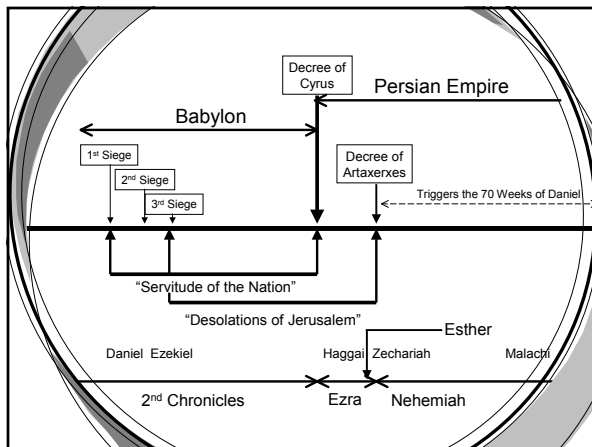 Decree of
Cyrus
Persian Empire
Babylon
1st Siege
Decree of
Artaxerxes
2nd Siege
Triggers the 70 Weeks of Daniel
3rd Siege
“Servitude of the Nation”
“Desolations of Jerusalem”
Esther
Daniel Ezekiel Haggai Zechariah Malachi
2nd Chronicles Ezra Nehemiah